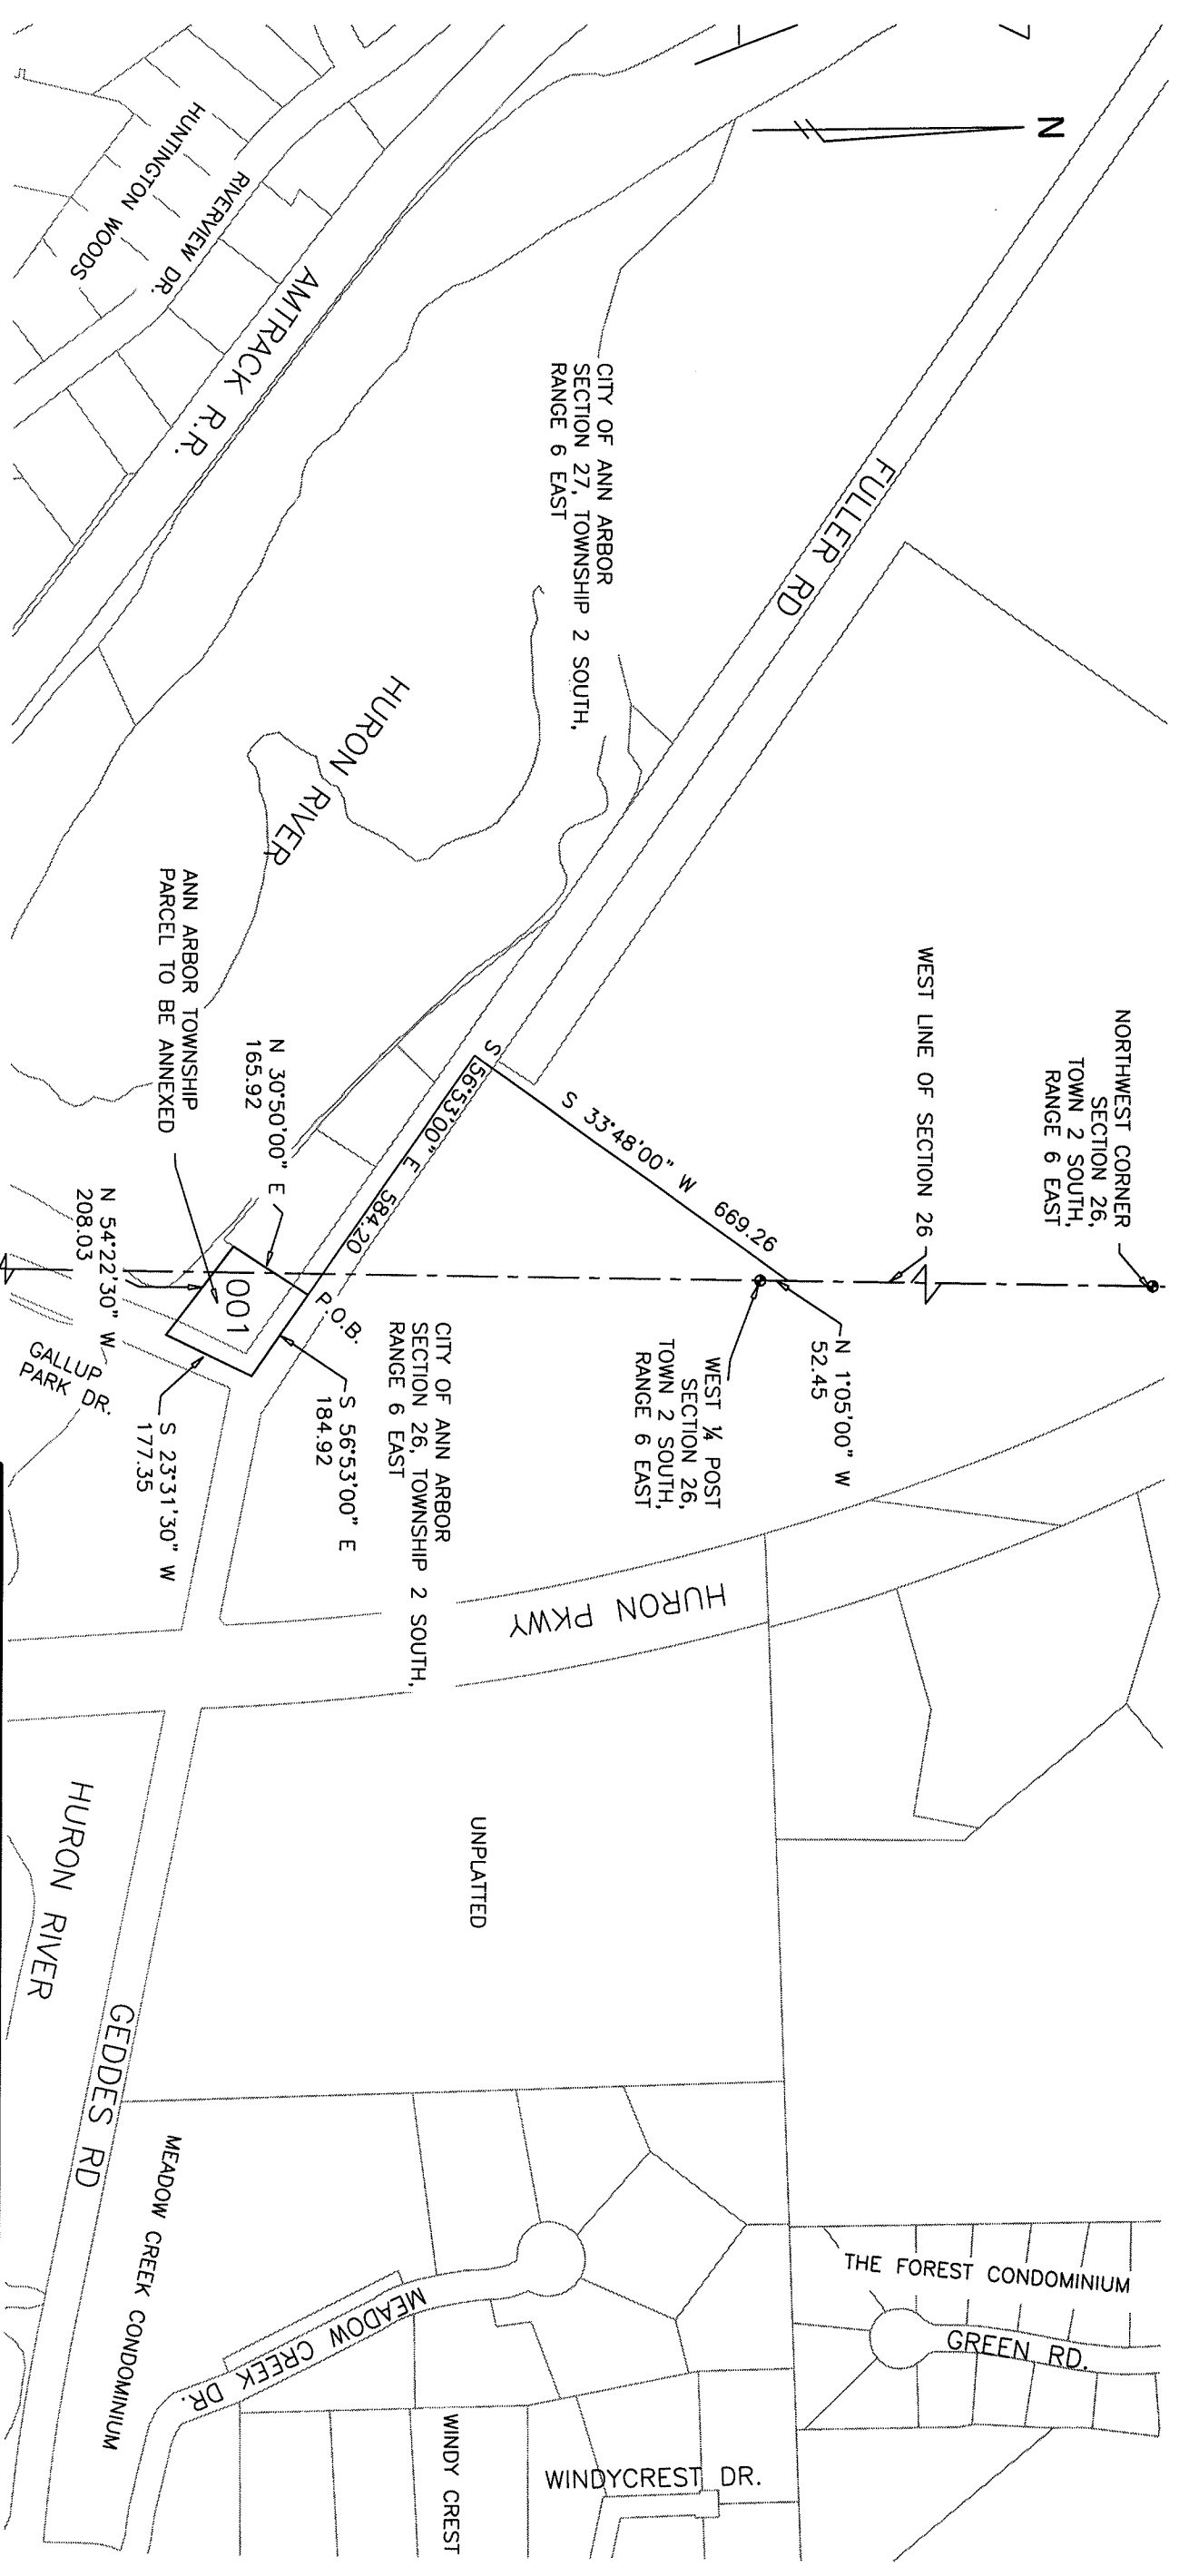 N
7
NORTHWEST CORNER
SECTION 26,
TOWN 2 SOUTH,
RANGE 6 EAST
WEST LINE OF SECTION 26
N 1°05'00" W
52.45
WEST ¼ POST
SECTION 26,
TOWN 2 SOUTH,
RANGE 6 EAST
S 33°48'00" W 669.26
FULLER RD
CITY OF ANN ARBOR
SECTION 27, TOWNSHIP 2 SOUTH,
RANGE 6 EAST
HURON
RIVER
AMTRACK R.R.
RIVERVIEW DR.
HUNTINGTON WOODS
S 56°53'00" E 584.20
P.O.B.
S 56°53'00" E
184.92
CITY OF ANN ARBOR
SECTION 26, TOWNSHIP 2 SOUTH,
RANGE 6 EAST
N 30°50'00" E
165.92
ANN ARBOR TOWNSHIP
PARCEL TO BE ANNEXED
001
N 54°22'30" W
208.03
S 23°31'30" W
177.35
GALLUP
PARK DR.
HURON PKWY
UNPLATTED
HURON RIVER
GEDDES RD
MEADOW CREEK CONDOMINIUM
MEADOW CREEK DR.
WINDY CREST
WINDYCREST DR.
THE FOREST CONDOMINIUM
GREEN RD.